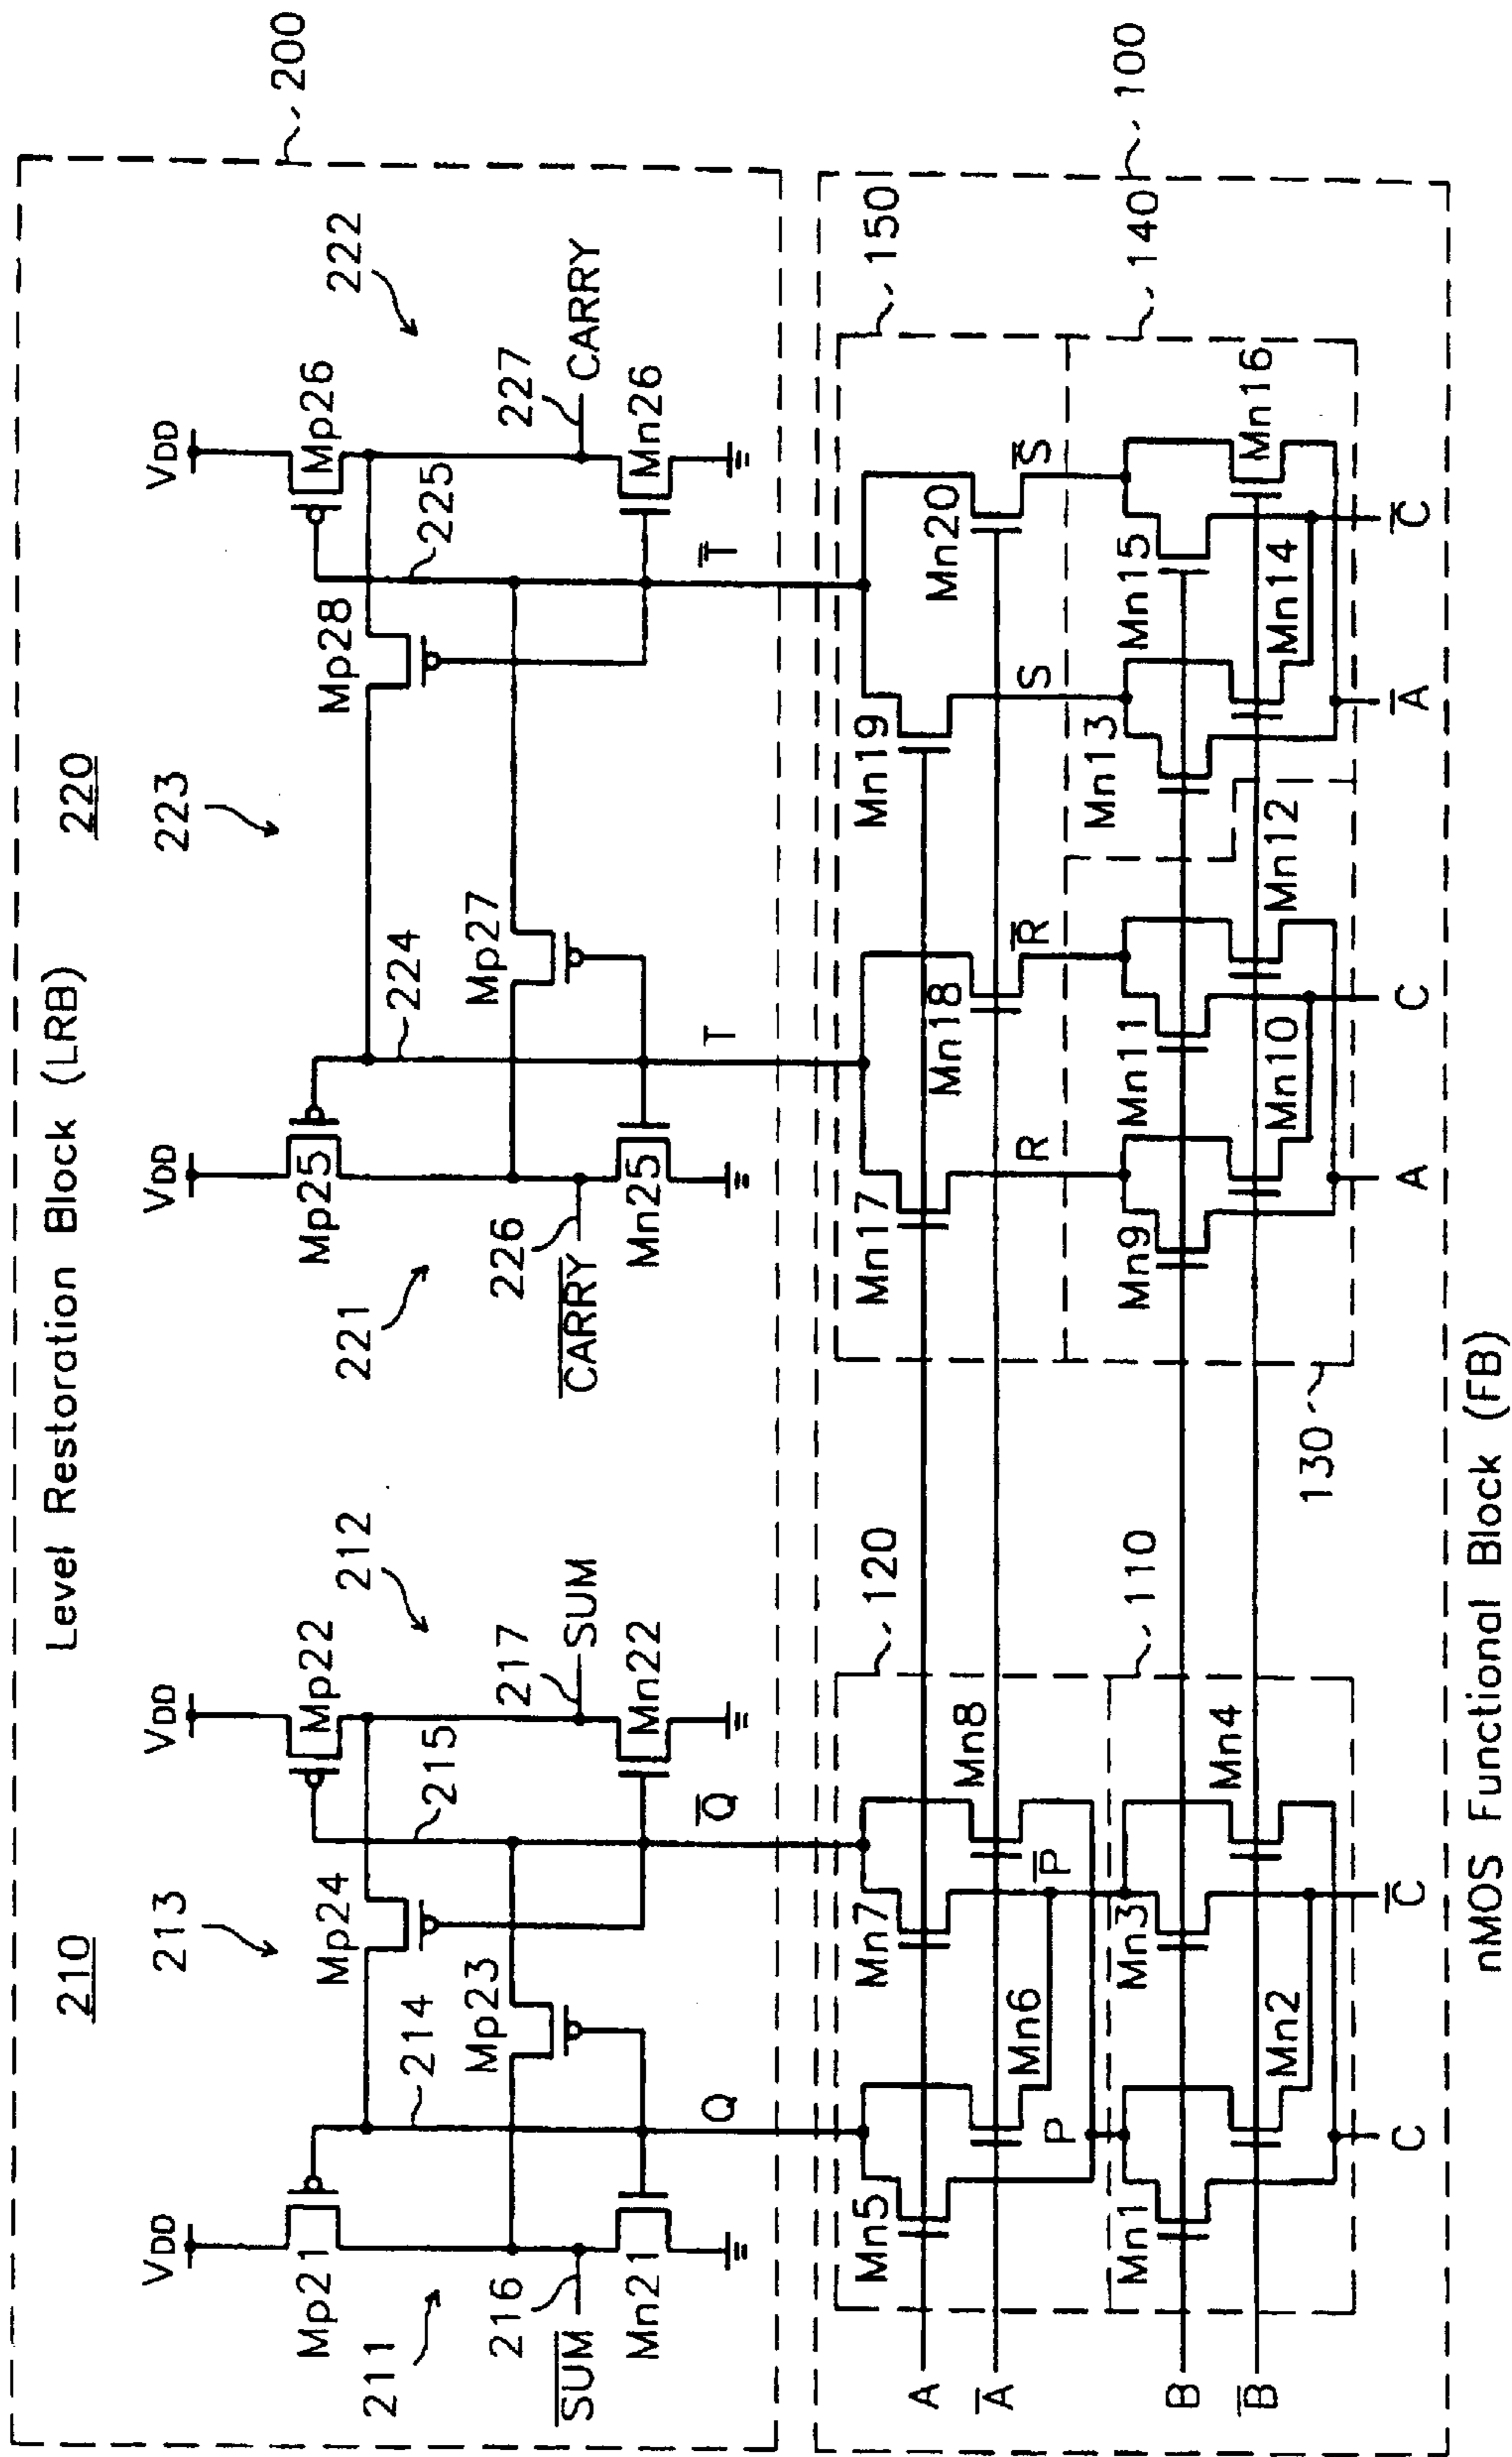 Level Restoration Block (LRB)
200
210
220
VDD
213
VDD
VDD
223
VDD
Mp21
Mp24
Mp22
212
Mp25
Mp28
Mp26
222
211
214
215
221
224
225
216
Mp23
217
226
Mp27
227
S̅U̅M̅
SUM
C̅A̅R̅R̅Y̅
CARRY
Mn21
Mn22
Mn25
Mn26
Q
Q̅
T
T̅
120
150
100
Mn5
Mn7
Mn17
Mn19
A
Mn8
Mn18
Mn20
A̅
Mn6
P
P̅
R
R̅
S
S̅
110
140
Mn1
Mn3
Mn9
Mn11
Mn13
Mn15
B
Mn4
Mn16
B̅
Mn2
Mn10
Mn12
Mn14
130
C
C̅
A
C
A̅
C̅
nMOS Functional Block (FB)